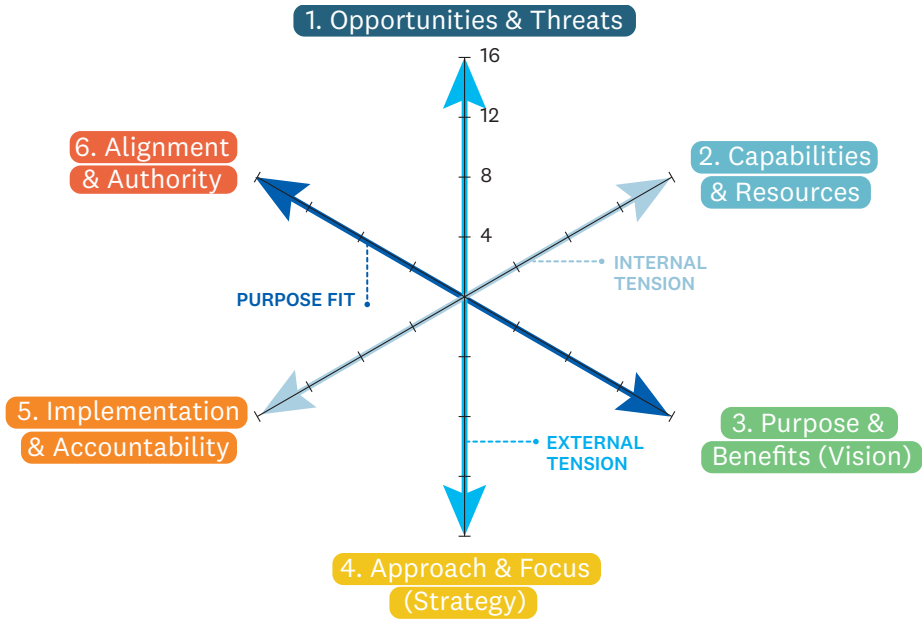 1. Opportunities & Threats
16
12
8
4
6. Alignment
& Authority
2. Capabilities
& Resources
INTERNAL
TENSION
PURPOSE FIT
5. Implementation
& Accountability
3. Purpose &
Benefits (Vision)
EXTERNAL
TENSION
4. Approach & Focus
(Strategy)